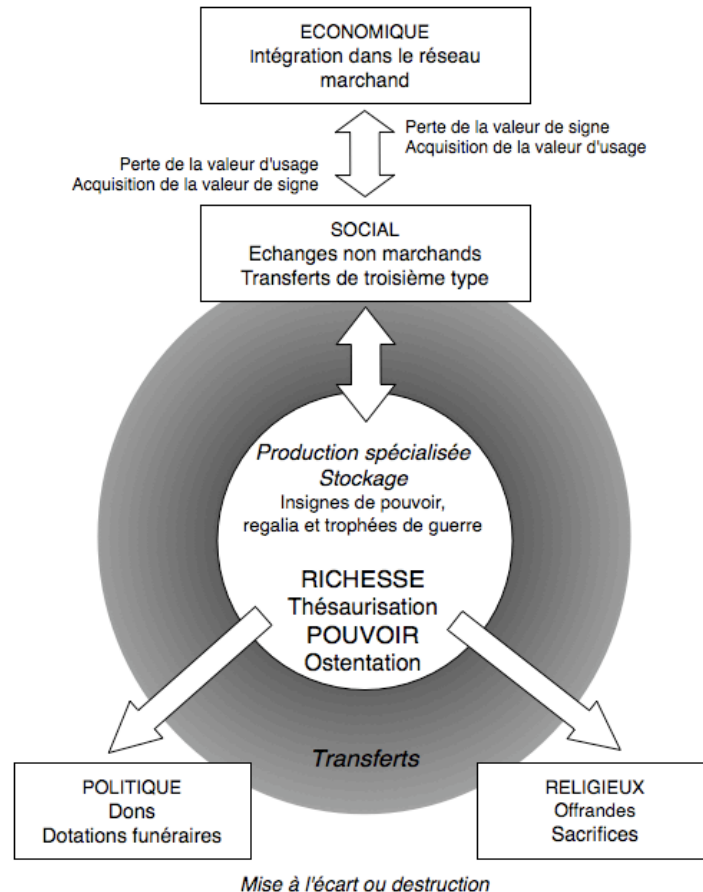 ECONOMIQUE
Intégration dans le réseau
marchand
Perte de la valeur de signe
Acquisition de la valeur d'usage
Perte de la valeur d'usage
Acquisition de la valeur de signe
SOCIAL
Echanges non marchands
Transferts de troisième type
Production spécialisée
Stockage
Insignes de pouvoir,
regalia et trophées de guerre
RICHESSE
Thésaurisation
POUVOIR
Ostentation
Transferts
POLITIQUE
Dons
Dotations funéraires
RELIGIEUX
Offrandes
Sacrifices
Mise à l'écart ou destruction